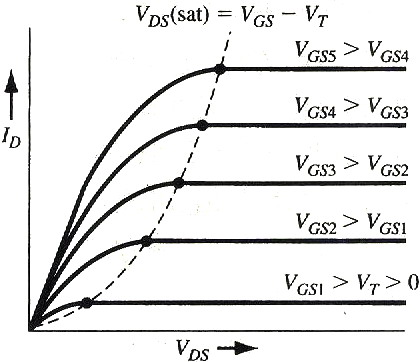 V_DS(sat) = V_GS − V_T
V_GS5 > V_GS4
V_GS4 > V_GS3
V_GS3 > V_GS2
V_GS2 > V_GS1
V_GS1 > V_T > 0
I_D
V_DS